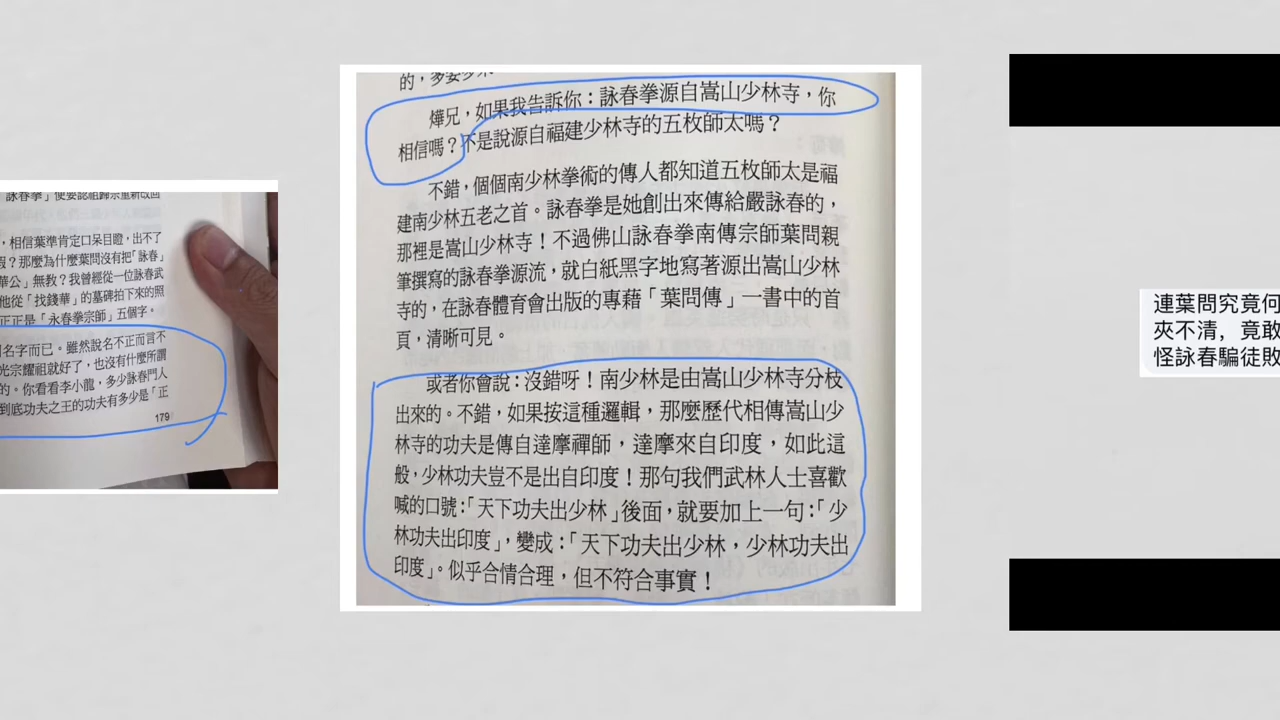 詠春拳」便要認祖歸宗重新改回
，相信葉準肯定口呆目瞪，出不了
假？那麼為什麼葉問沒有把「詠春」
華公」無教？我曾經從一位詠春武
他從「找錢華」的墓碑拍下來的照
正正是「永春拳宗師」五個字。
個名字而已。雖然說名不正而言不
光宗耀祖就好了，也沒有什麼所謂
的。你看看李小龍，多少詠春門人
到底功夫之王的功夫有多少是「正
179
的，多姿多
燁兄，如果我告訴你：詠春拳源自嵩山少林寺，你
相信嗎？不是說源自福建少林寺的五枚師太嗎？
不錯，個個南少林拳術的傳人都知道五枚師太是福
建南少林五老之首。詠春拳是她創出來傳給嚴詠春的，
那裡是嵩山少林寺！不過佛山詠春拳南傳宗師葉問親
筆撰寫的詠春拳源流，就白紙黑字地寫著源出嵩山少林
寺的，在詠春體育會出版的專藉「葉問傳」一書中的首
頁，清晰可見。
或者你會說：沒錯呀！南少林是由嵩山少林寺分枝
出來的。不錯，如果按這種邏輯，那麼歷代相傳嵩山少
林寺的功夫是傳自達摩禪師，達摩來自印度，如此這
般，少林功夫豈不是出自印度！那句我們武林人士喜歡
喊的口號：「天下功夫出少林」後面，就要加上一句：「少
林功夫出印度」，變成：「天下功夫出少林，少林功夫出
印度」。似乎合情合理，但不符合事實！
連葉問究竟何
夾不清，竟敢
怪詠春騙徒敗